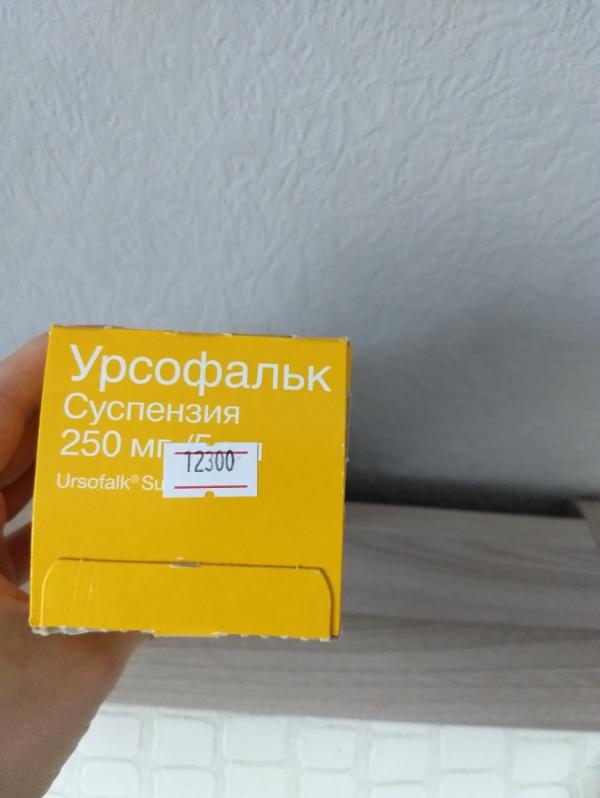 Урсофальк
Суспензия
250 мг
12300
Ursofalk®